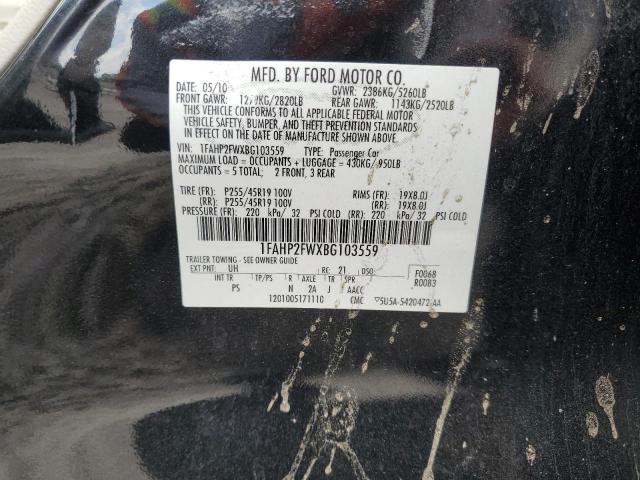 MFD. BY FORD MOTOR CO.
DATE: 05/10 GVWR: 2386KG/5260LB
FRONT GAWR: KG/2820LB REAR GAWR: 1143KG/2520LB
THIS VEHICLE CONFORMS TO ALL APPLICABLE FEDERAL MOTOR
VEHICLE SAFETY, BUMPER, AND THEFT PREVENTION STANDARDS
IN EFFECT ON THE DATE OF MANUFACTURE SHOWN ABOVE.
VIN: 1FAHP2FWXBG103559 TYPE: Passenger Car
MAXIMUM LOAD = OCCUPANTS + LUGGAGE = 430KG/950LB
OCCUPANTS = 5 TOTAL; 2 FRONT, 3 REAR
TIRE (FR): P255/45R19 100V RIMS (FR): 19X8.0J
(RR): P255/45R19 100V (RR): 19X8.0J
PRESSURE (FR): 220 kPa/ 32 PSI COLD (RR): 220 kPa/ 32 PSI COLD
1FAHP2FWXBG103559
TRAILER TOWING - SEE OWNER GUIDE
EXT PNT: UH RC: 21 DSO: F0068
INT TR TP/PS R AXLE TR SPR R0083
PS N 2A J AACC
1201005171110 CMC ▽5U5A-5420472-AA